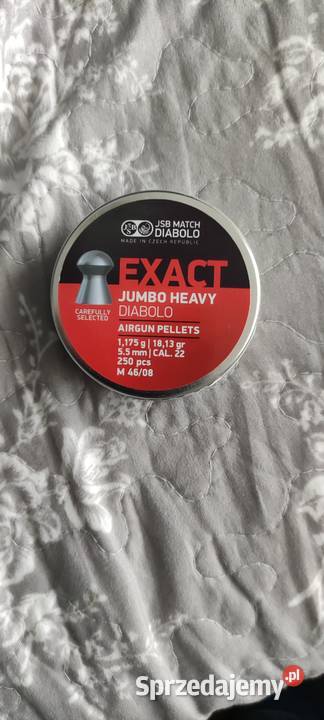 JSB MATCH
DIABOLO
MADE IN CZECH REPUBLIC
EXACT
JUMBO HEAVY
DIABOLO
CAREFULLY
SELECTED
AIRGUN PELLETS
1,175 g | 18,13 gr
5.5 mm | CAL. 22
250 pcs
M 46/08
Sprzedajemy.pl